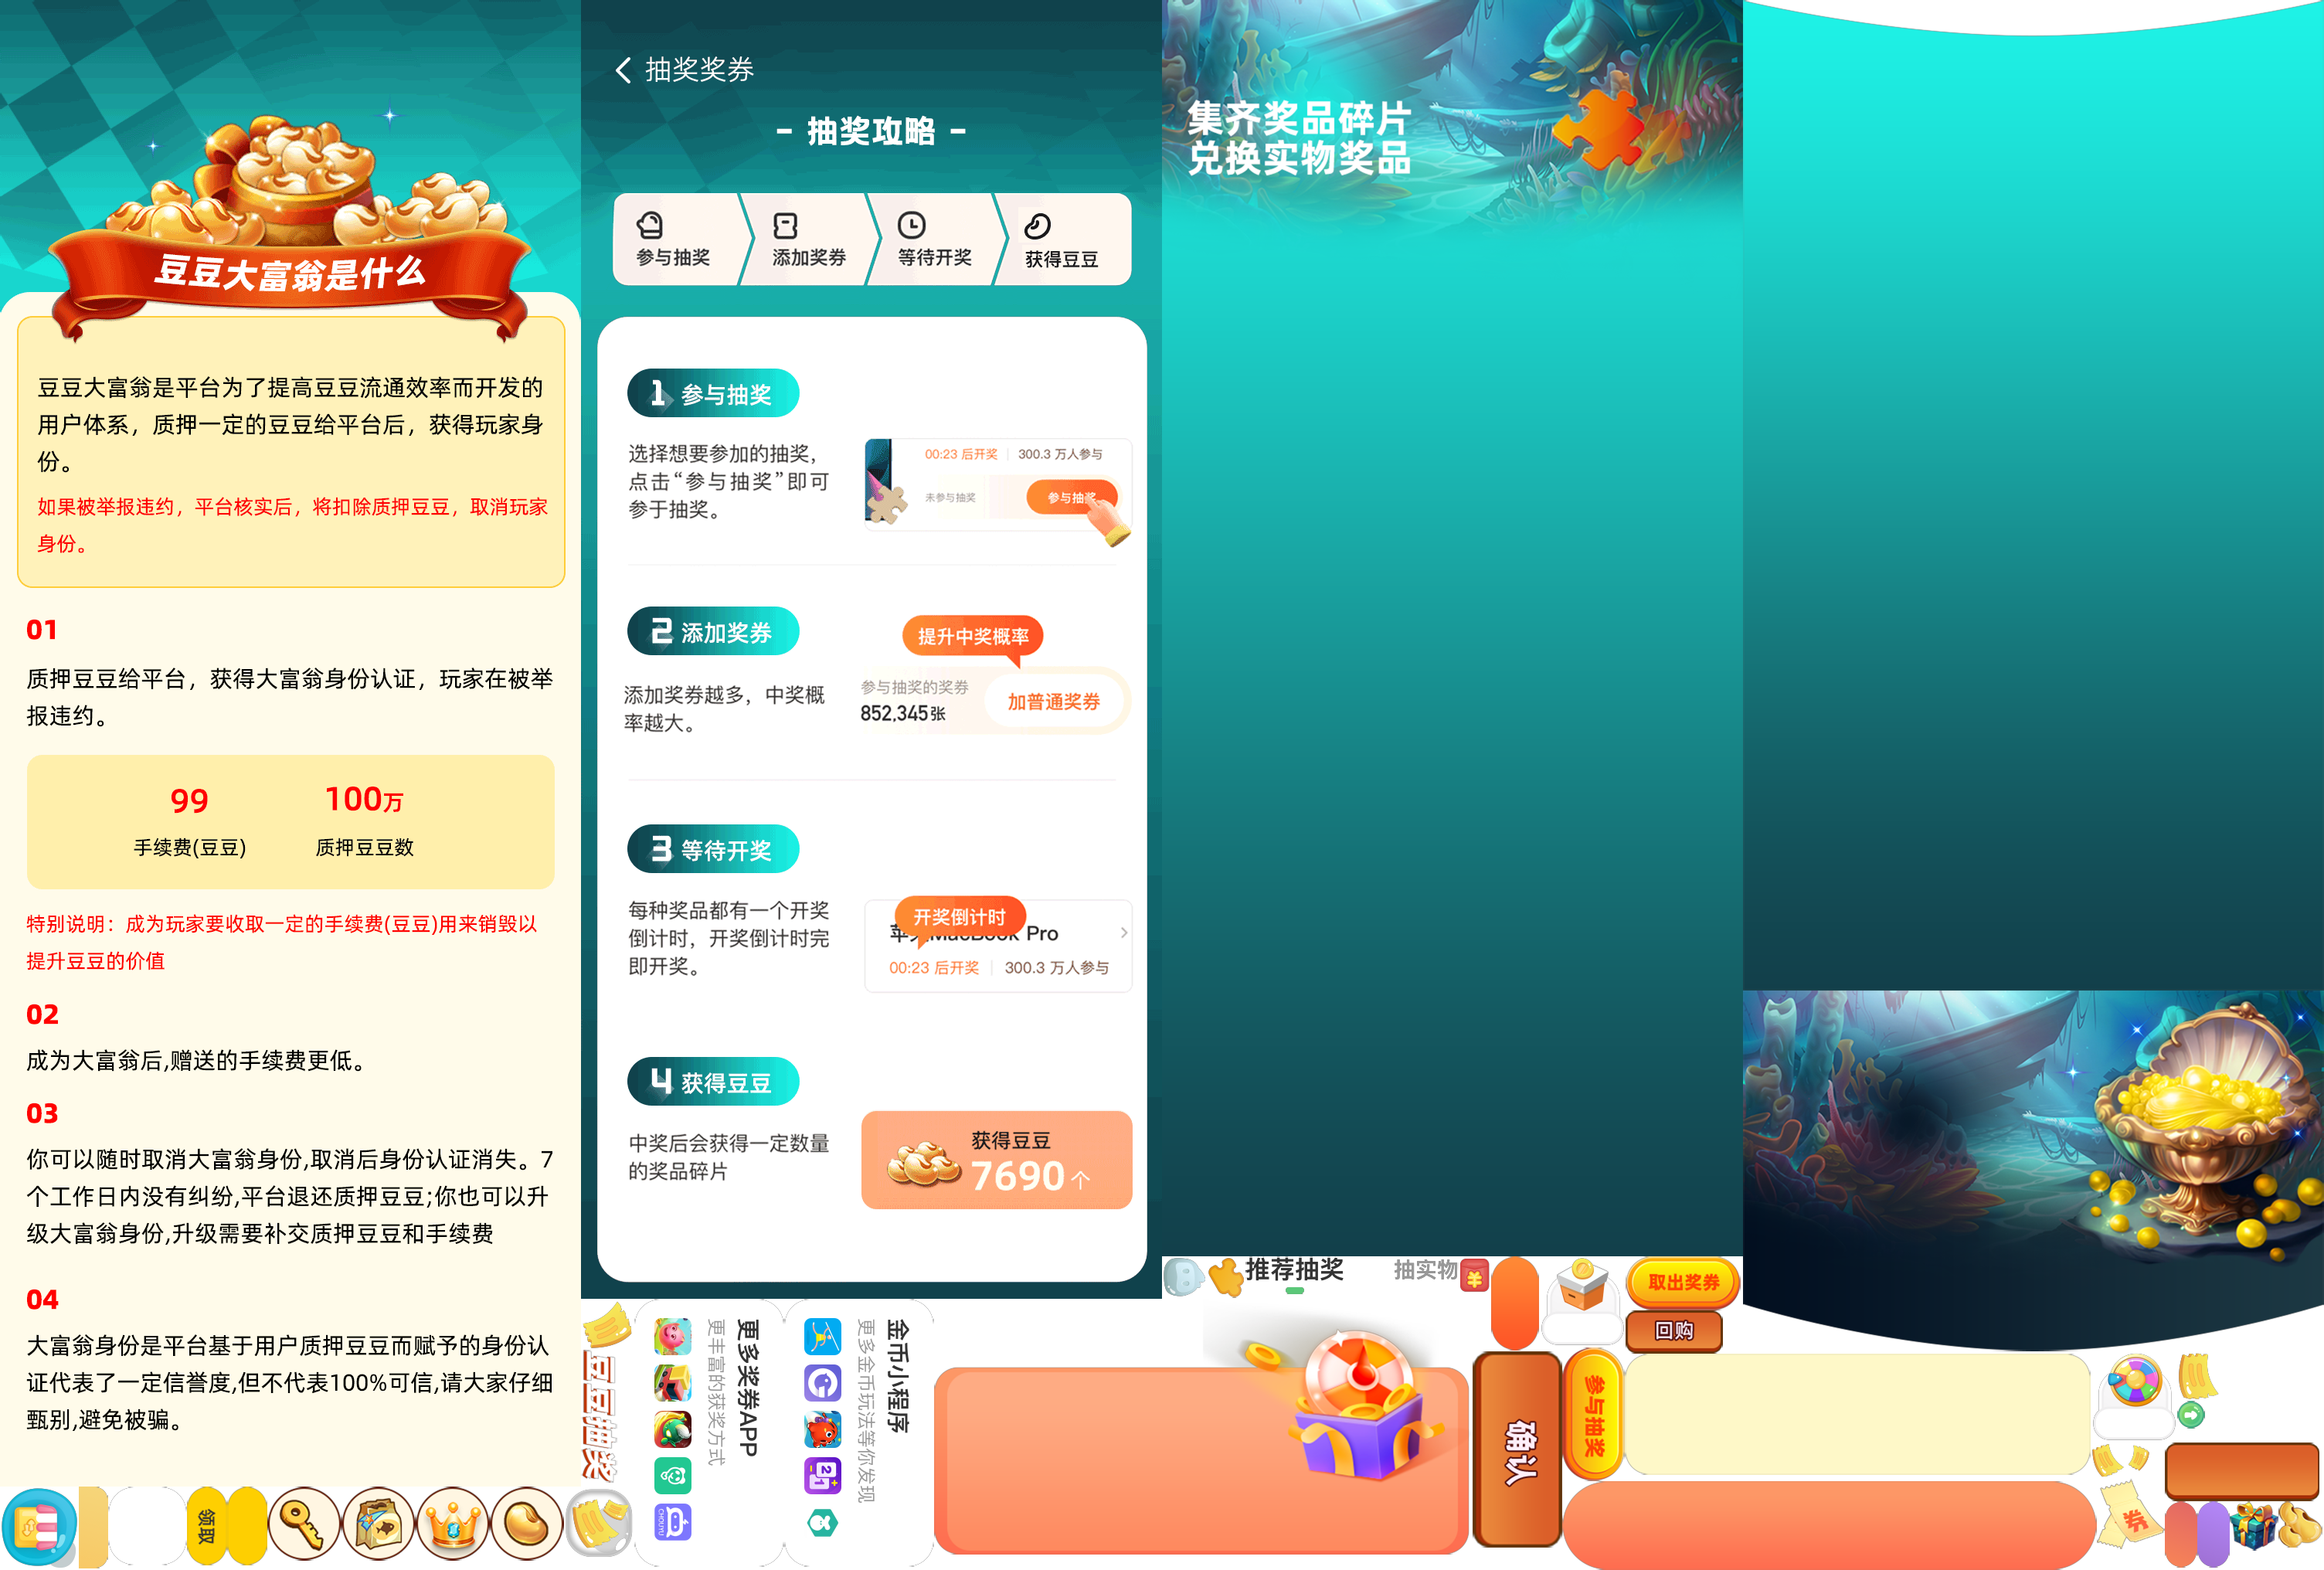 豆豆大富翁是什么
豆豆大富翁是平台为了提高豆豆流通效率而开发的
用户体系，质押一定的豆豆给平台后，获得玩家身
份。
如果被举报违约，平台核实后，将扣除质押豆豆，取消玩家
身份。
01
质押豆豆给平台，获得大富翁身份认证，玩家在被举
报违约。
99
100万
手续费(豆豆)
质押豆豆数
特别说明：成为玩家要收取一定的手续费(豆豆)用来销毁以
提升豆豆的价值
02
成为大富翁后,赠送的手续费更低。
03
你可以随时取消大富翁身份,取消后身份认证消失。7
个工作日内没有纠纷,平台退还质押豆豆;你也可以升
级大富翁身份,升级需要补交质押豆豆和手续费
04
大富翁身份是平台基于用户质押豆豆而赋予的身份认
证代表了一定信誉度,但不代表100%可信,请大家仔细
甄别,避免被骗。
领取
抽奖奖券
- 抽奖攻略 -
参与抽奖
添加奖券
等待开奖
获得豆豆
1 参与抽奖
选择想要参加的抽奖，
点击“参与抽奖”即可
参于抽奖。
00:23 后开奖
300.3 万人参与
未参与抽奖
参与抽奖
2 添加奖券
添加奖券越多，中奖概
率越大。
提升中奖概率
参与抽奖的奖券
852,345张
加普通奖券
3 等待开奖
每种奖品都有一个开奖
倒计时，开奖倒计时完
即开奖。
开奖倒计时
苹果MacBook Pro
00:23 后开奖
300.3 万人参与
4 获得豆豆
中奖后会获得一定数量
的奖品碎片
获得豆豆
7690个
豆豆抽奖
更多奖券APP
更丰富的获奖方式
CHOUYU
金币小程序
更多金币玩法等你发现
21
集齐奖品碎片
兑换实物奖品
推荐抽奖
抽实物
取出奖券
回购
确认
参与抽奖
券